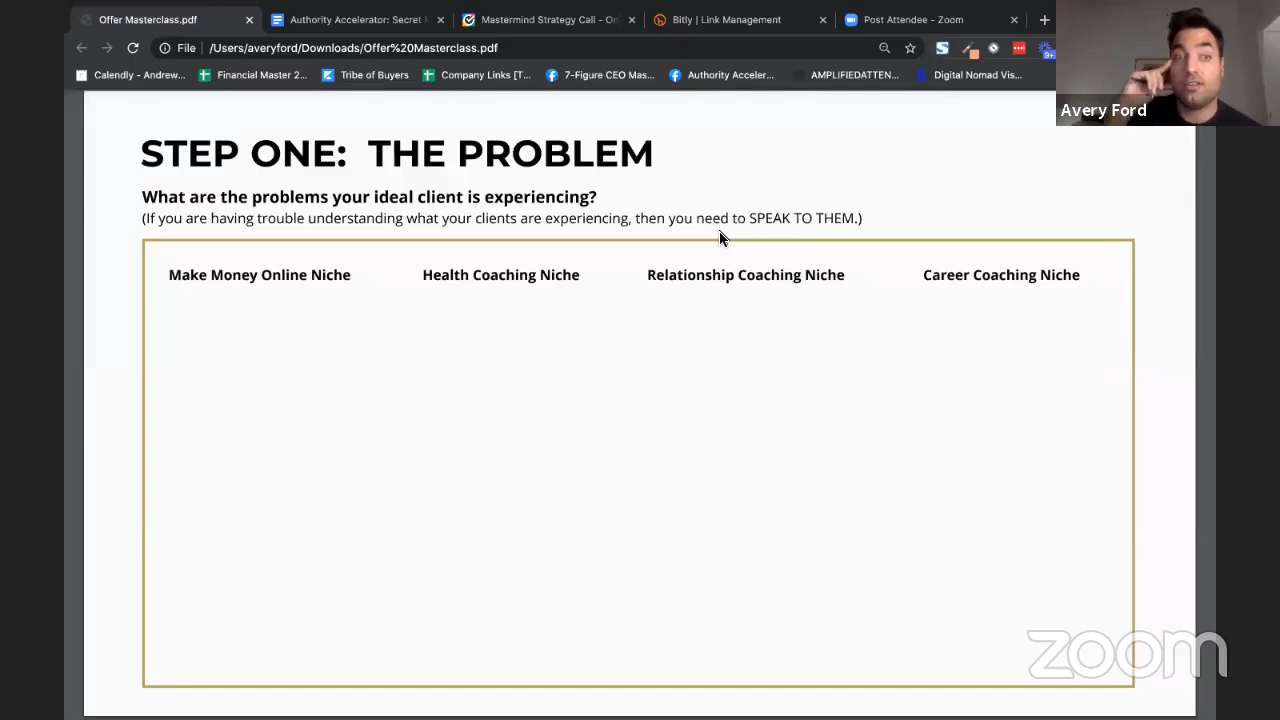 Offer Masterclass.pdf
Authority Accelerator: Secret
Mastermind Strategy Call - On
Bitly | Link Management
Post Attendee - Zoom
File
/Users/averyford/Downloads/Offer%20Masterclass.pdf
9+
Calendly - Andrew...
Financial Master 2...
Tribe of Buyers
Company Links [T...
7-Figure CEO Mas...
Authority Acceler...
AMPLIFIEDATTEN...
Digital Nomad Vis...
Avery Ford
STEP ONE: THE PROBLEM
What are the problems your ideal client is experiencing?
(If you are having trouble understanding what your clients are experiencing, then you need to SPEAK TO THEM.)
Make Money Online Niche
Health Coaching Niche
Relationship Coaching Niche
Career Coaching Niche
zoom